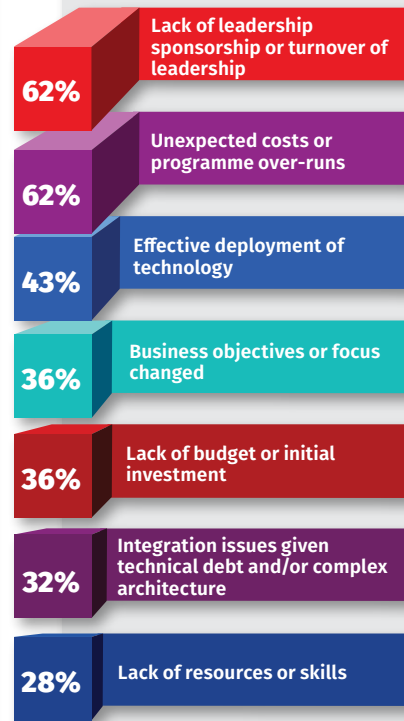 62%
Lack of leadership
sponsorship or turnover of
leadership
62%
Unexpected costs or
programme over-runs
43%
Effective deployment of
technology
36%
Business objectives or focus
changed
36%
Lack of budget or initial
investment
32%
Integration issues given
technical debt and/or complex
architecture
28%
Lack of resources or skills